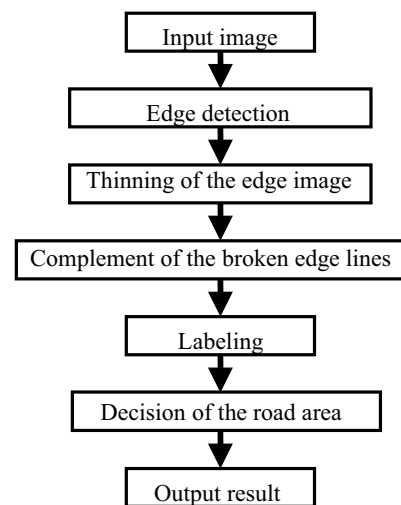 Input image
Edge detection
Thinning of the edge image
Complement of the broken edge lines
Labeling
Decision of the road area
Output result